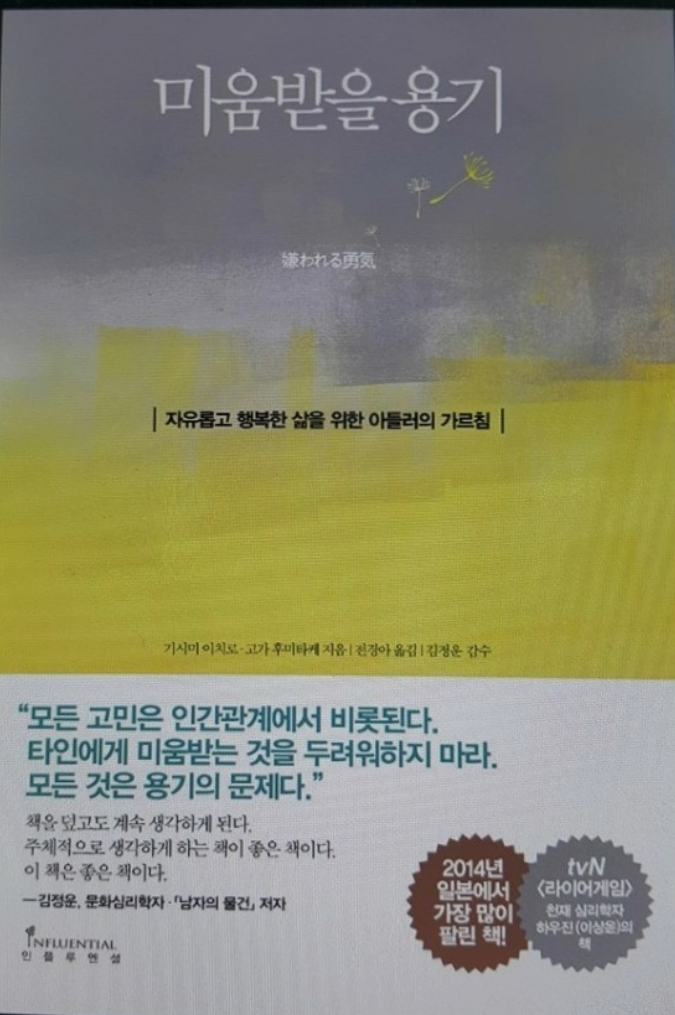 미움받을 용기
嫌われる勇気
| 자유롭고 행복한 삶을 위한 아들러의 가르침 |
기시미 이치로·고가 후미타케 지음 | 전경아 옮김 | 김정운 감수
“모든 고민은 인간관계에서 비롯된다.
타인에게 미움받는 것을 두려워하지 마라.
모든 것은 용기의 문제다.”
책을 덮고도 계속 생각하게 된다.
주체적으로 생각하게 하는 책이 좋은 책이다.
이 책은 좋은 책이다.
—김정운, 문화심리학자·「남자의 물건」 저자
INFLUENTIAL
인플루엔셜
2014년
일본에서
가장 많이
팔린 책!
tvN
〈라이어게임〉
천재 심리학자
하우진(이상윤)의
책